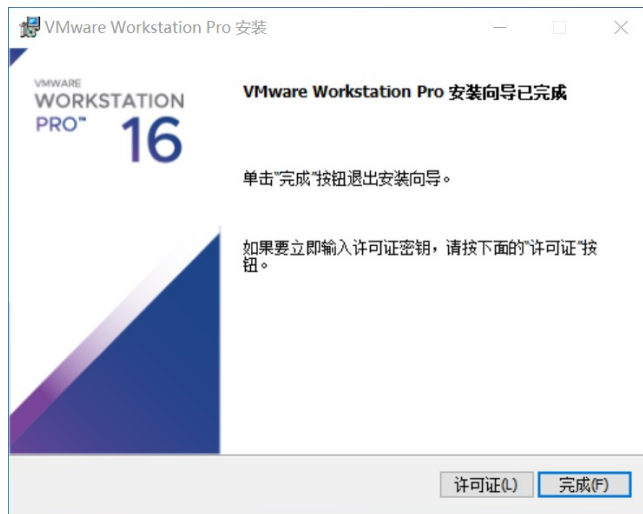 VMware Workstation Pro 安装
VMWARE
WORKSTATION
PRO™ 16
VMware Workstation Pro 安装向导已完成
单击"完成"按钮退出安装向导。
如果要立即输入许可证密钥，请按下面的"许可证"按
钮。
许可证(L) 完成(F)